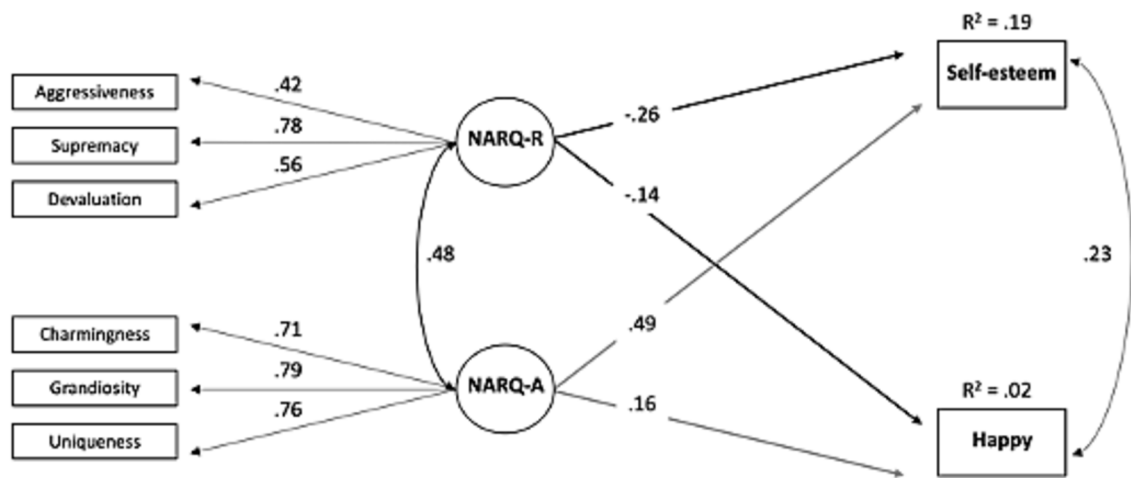 R² = .19
Self-esteem
Aggressiveness
.42
Supremacy
.78
Devaluation
.56
NARQ-R
-.26
-.14
.48
.23
Charmingness
.71
Grandiosity
.79
Uniqueness
.76
NARQ-A
.49
.16
R² = .02
Happy